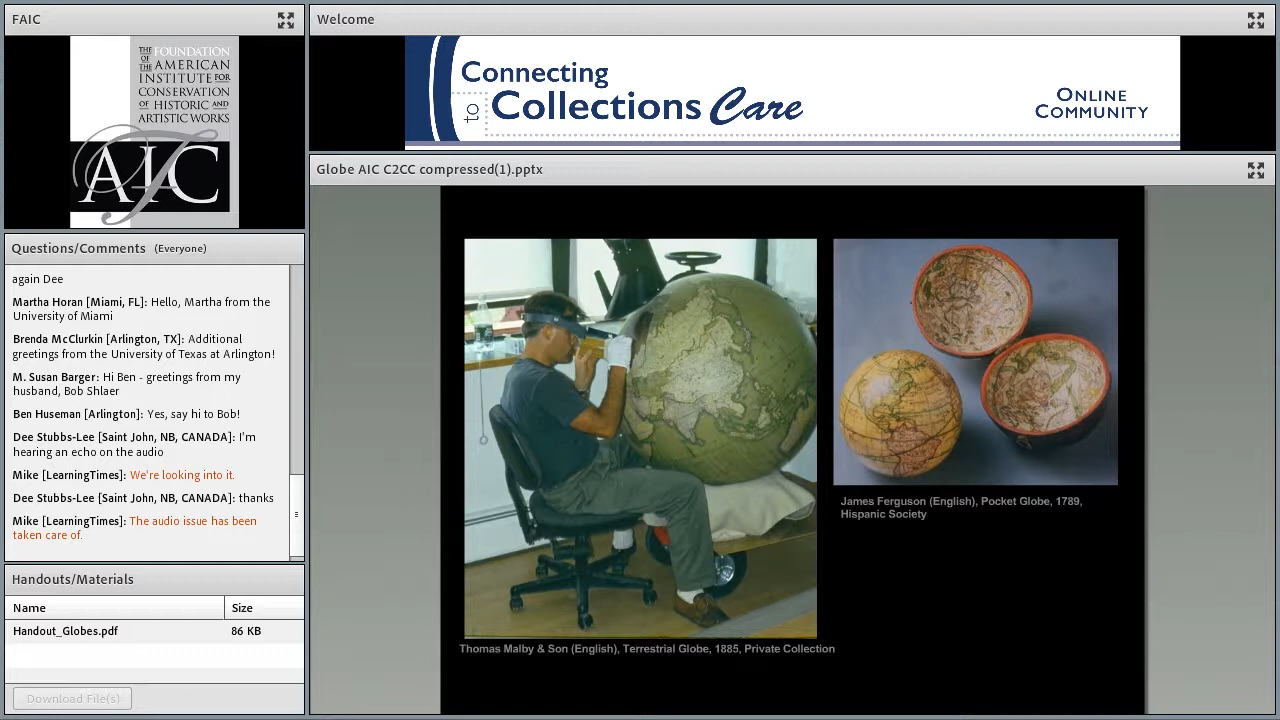 FAIC
THE FOUNDATION
OF THE AMERICAN
INSTITUTE FOR
CONSERVATION
OF HISTORIC AND
ARTISTIC WORKS
AIC
Welcome
Connecting
to Collections Care
ONLINE
COMMUNITY
Globe AIC C2CC compressed(1).pptx
Questions/Comments (Everyone)
again Dee
Martha Horan [Miami, FL]: Hello, Martha from the
University of Miami
Brenda McClurkin [Arlington, TX]: Additional
greetings from the University of Texas at Arlington!
M. Susan Barger: Hi Ben - greetings from my
husband, Bob Shlaer
Ben Huseman [Arlington]: Yes, say hi to Bob!
Dee Stubbs-Lee [Saint John, NB, CANADA]: I'm
hearing an echo on the audio
Mike [LearningTimes]: We're looking into it.
Dee Stubbs-Lee [Saint John, NB, CANADA]: thanks
Mike [LearningTimes]: The audio issue has been
taken care of.
Handouts/Materials
Name Size
Handout_Globes.pdf 86 KB
Download File(s)
James Ferguson (English), Pocket Globe, 1789,
Hispanic Society
Thomas Malby & Son (English), Terrestrial Globe, 1885, Private Collection